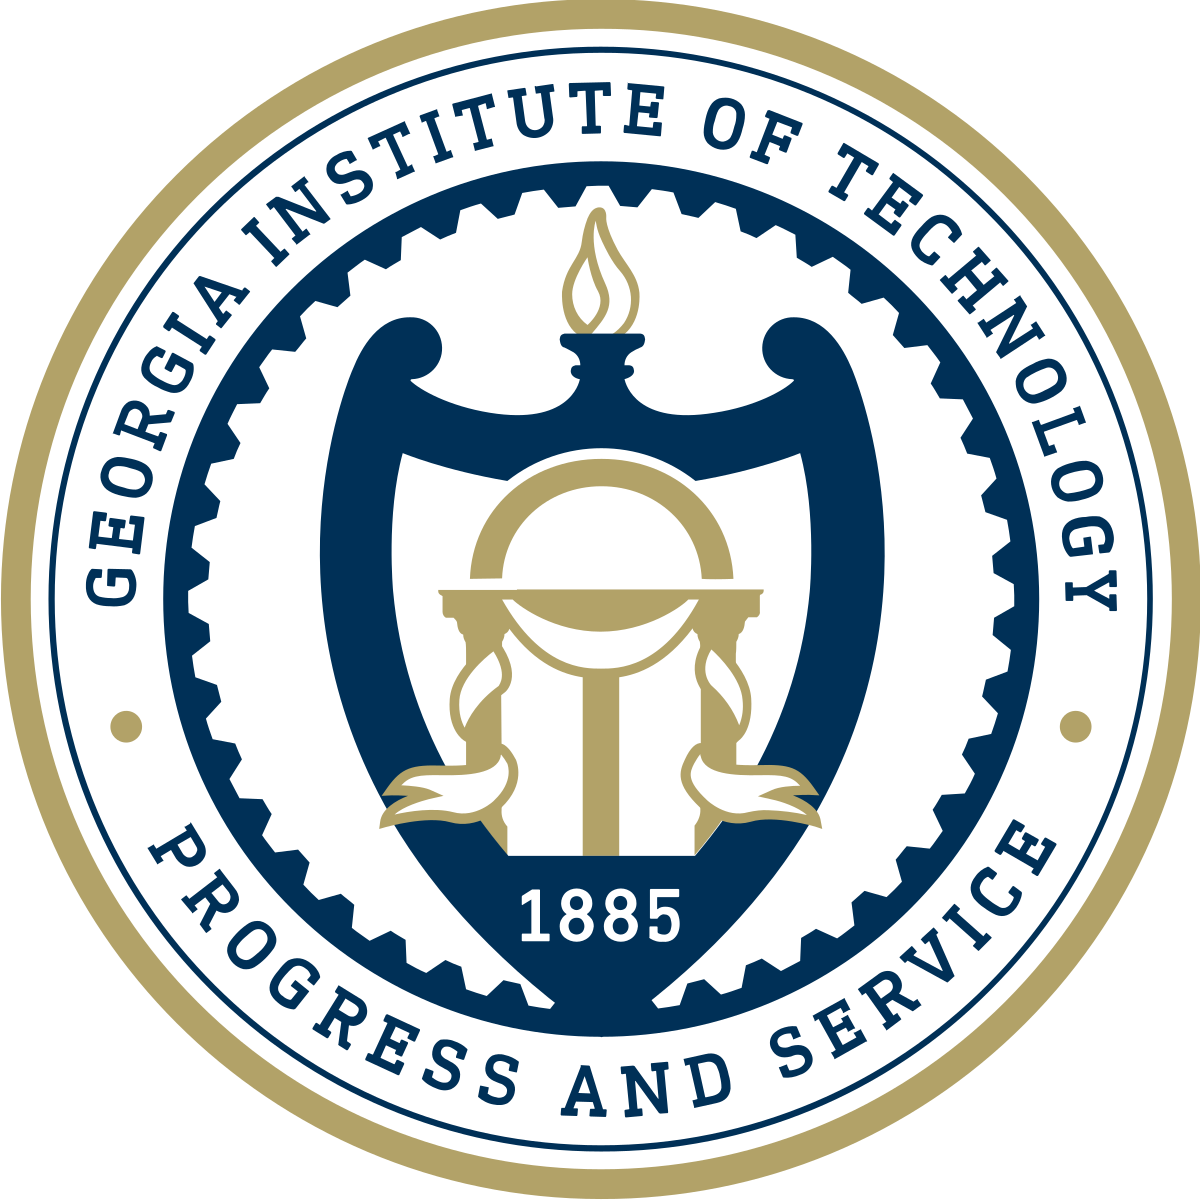 GEORGIA INSTITUTE OF TECHNOLOGY
1885
PROGRESS AND SERVICE